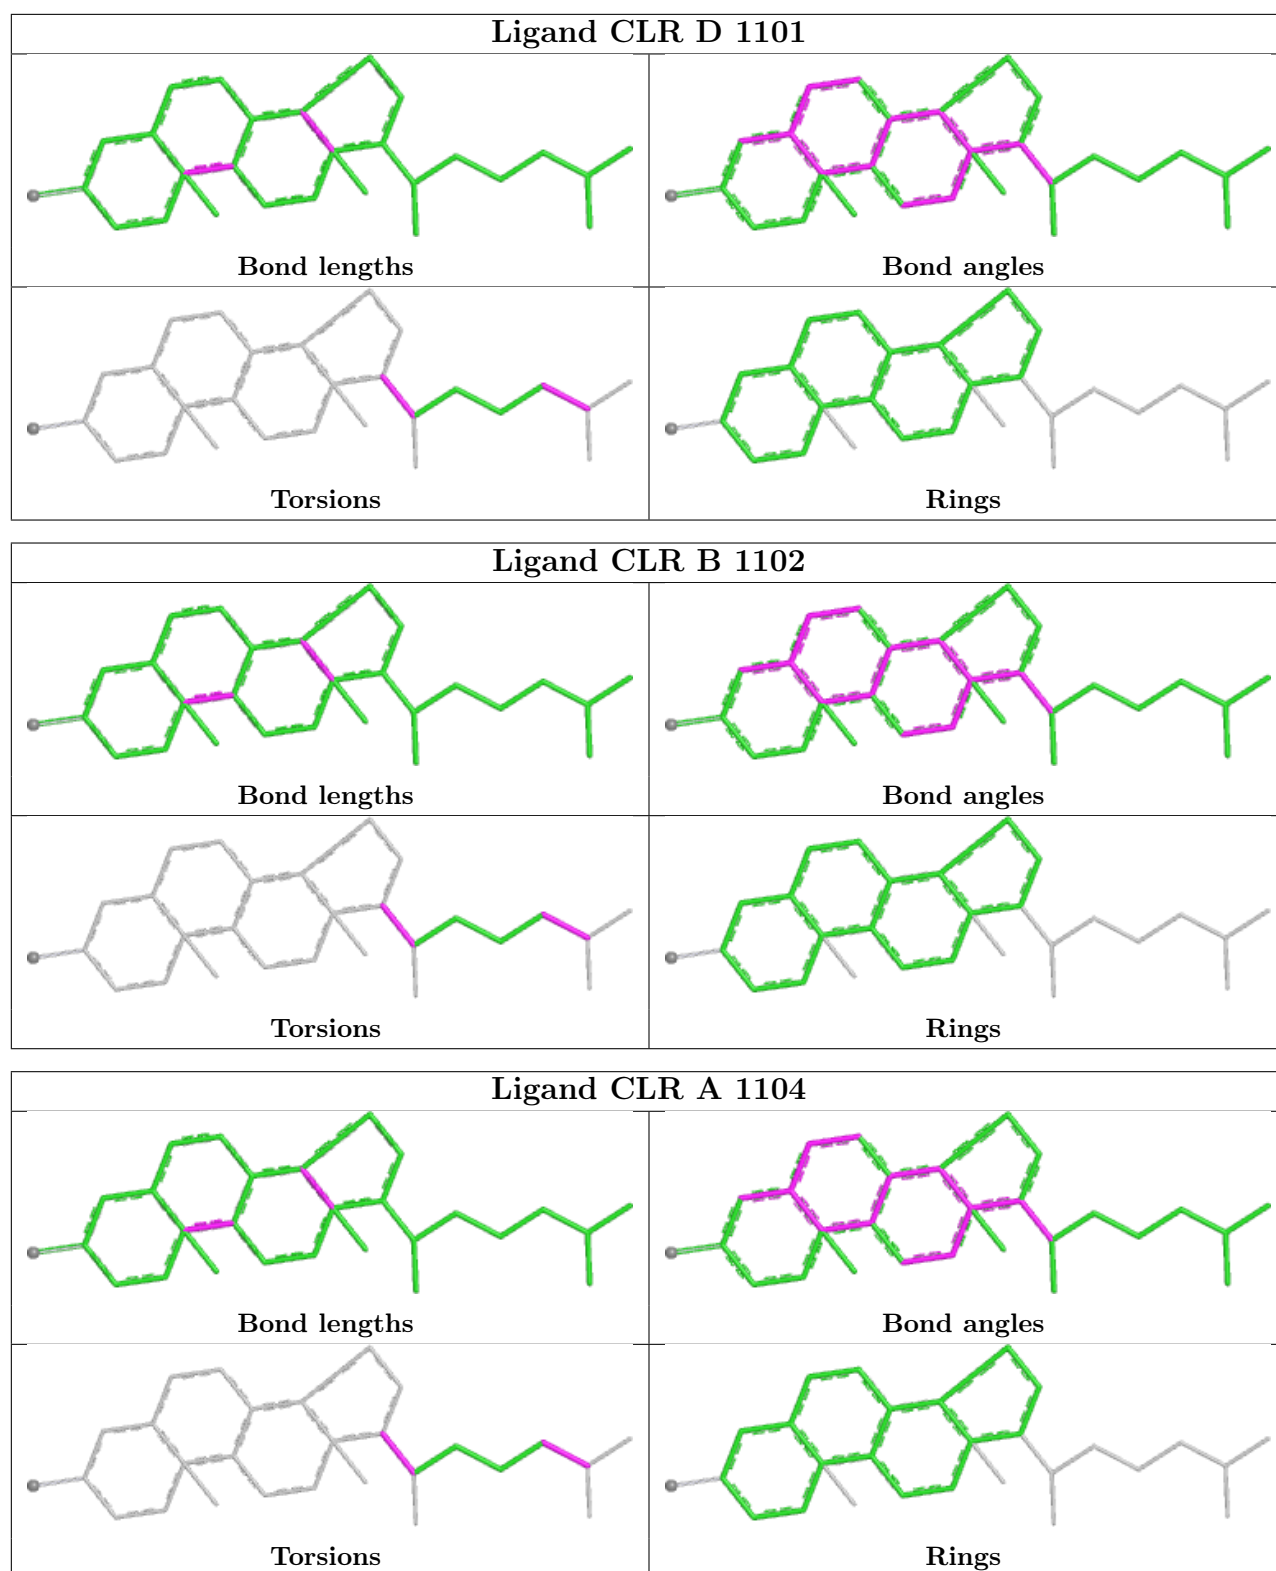 Ligand CLR D 1101
Bond lengths
Bond angles
Torsions
Rings
Ligand CLR B 1102
Bond lengths
Bond angles
Torsions
Rings
Ligand CLR A 1104
Bond lengths
Bond angles
Torsions
Rings